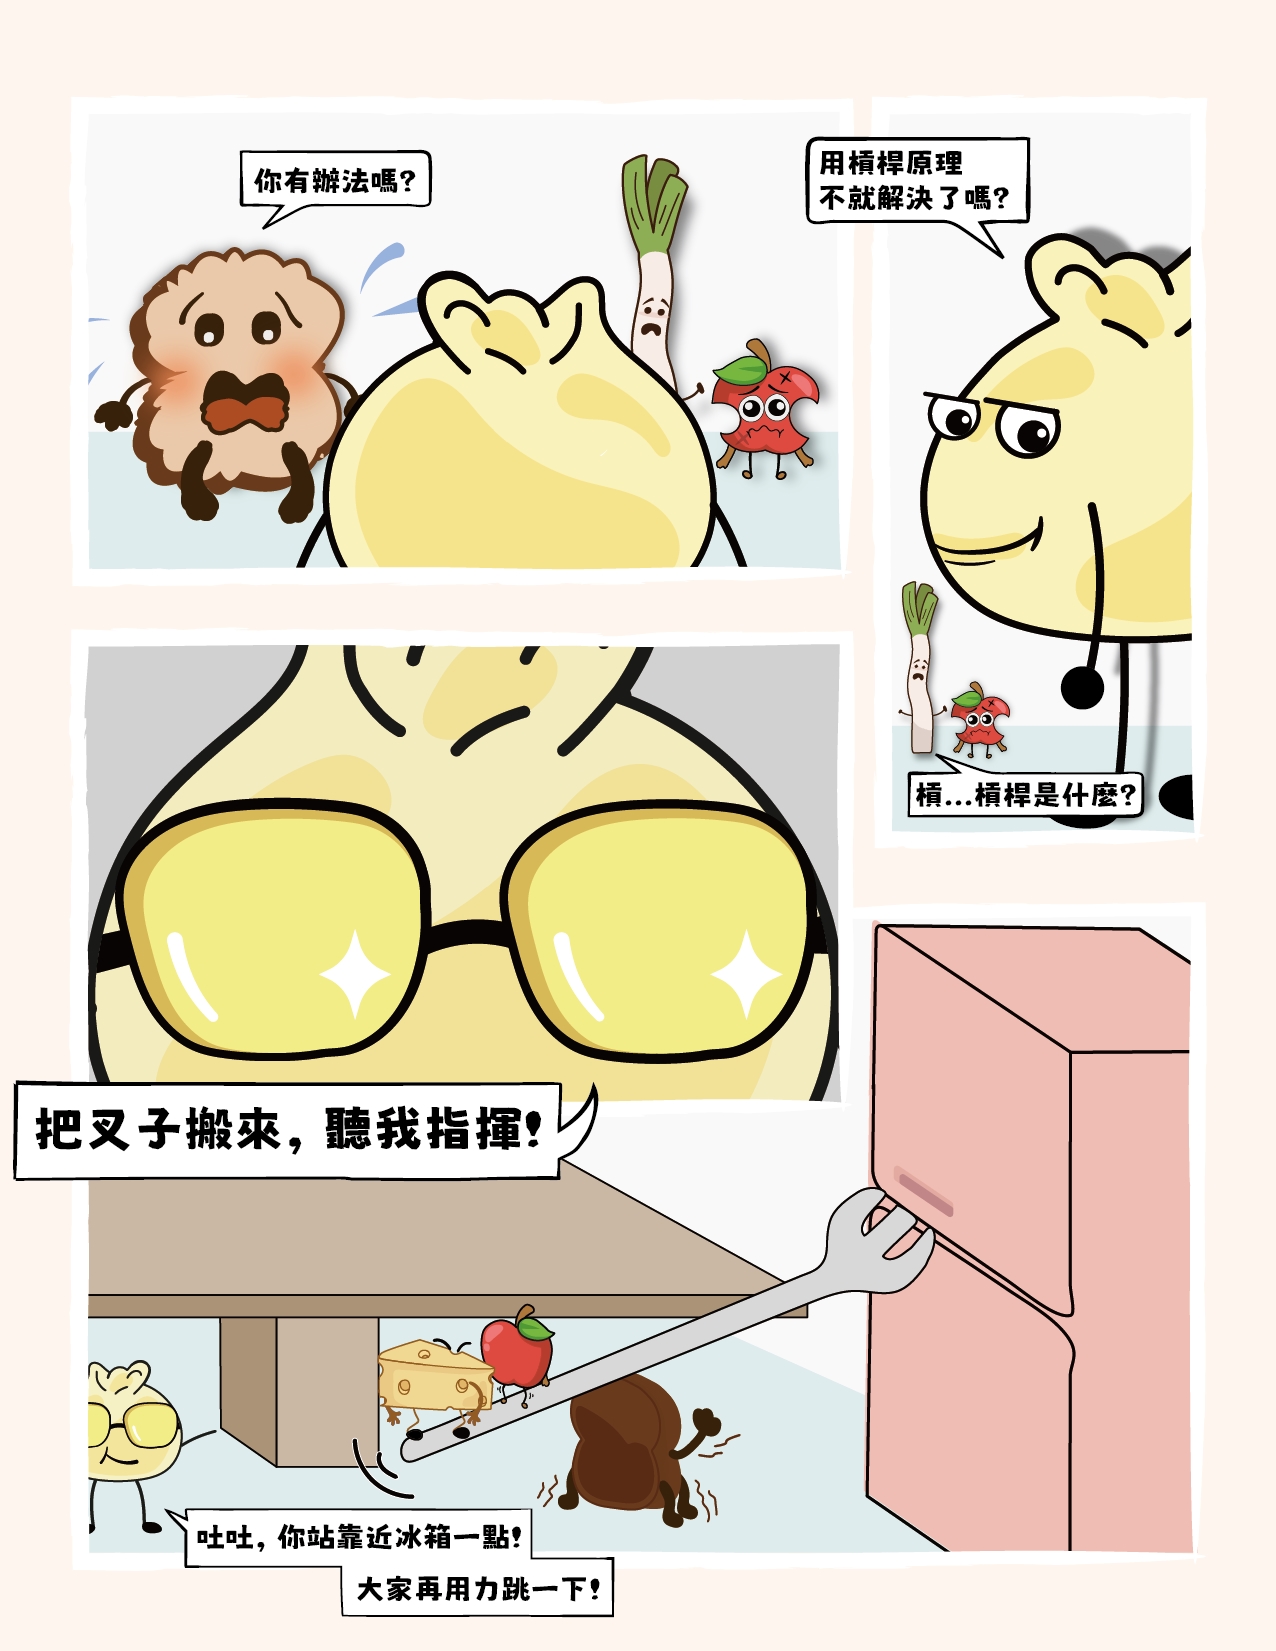 你有辦法嗎?
用槓桿原理
不就解決了嗎?
槓...槓桿是什麼?
把叉子搬來, 聽我指揮!
吐吐, 你站靠近冰箱一點!
大家再用力跳一下!